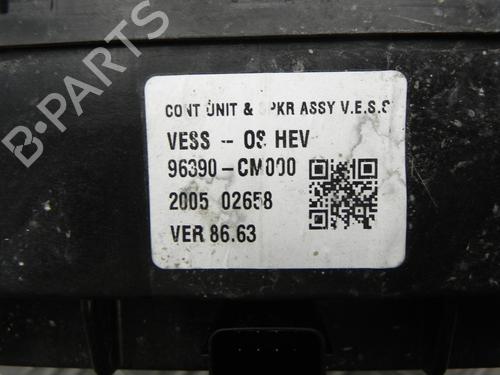 CONT UNIT & SPKR ASSY V.E.S.S
VESS - OS HEV
96390-CM000
2005 02658
VER 86.63
B-PARTS